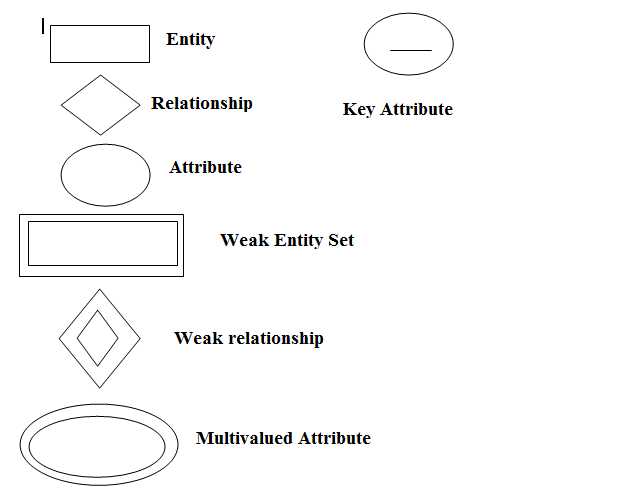 Entity
Relationship
Key Attribute
Attribute
Weak Entity Set
Weak relationship
Multivalued Attribute